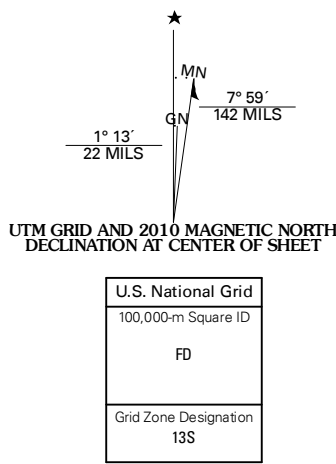 ★
MN
GN
7° 59´
142 MILS
1° 13´
22 MILS
UTM GRID AND 2010 MAGNETIC NORTH
DECLINATION AT CENTER OF SHEET
U.S. National Grid
100,000-m Square ID
FD
Grid Zone Designation
13S